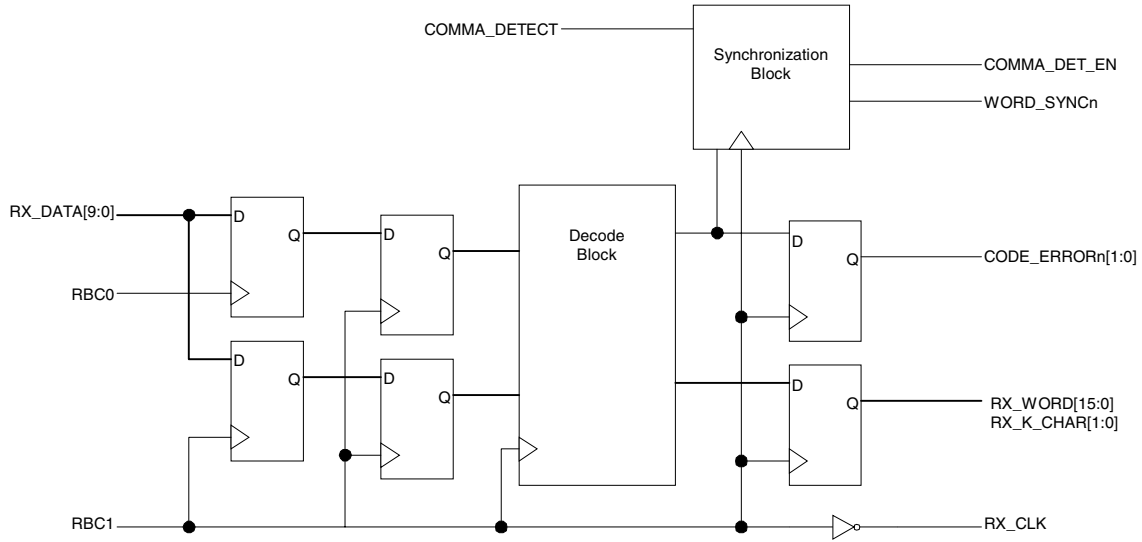 COMMA_DETECT
Synchronization
Block
COMMA_DET_EN
WORD_SYNCn
RX_DATA[9:0]
D
Q
D
Q
Decode
Block
D
Q
CODE_ERRORn[1:0]
RBC0
D
Q
D
Q
D
Q
RX_WORD[15:0]
RX_K_CHAR[1:0]
RBC1
RX_CLK